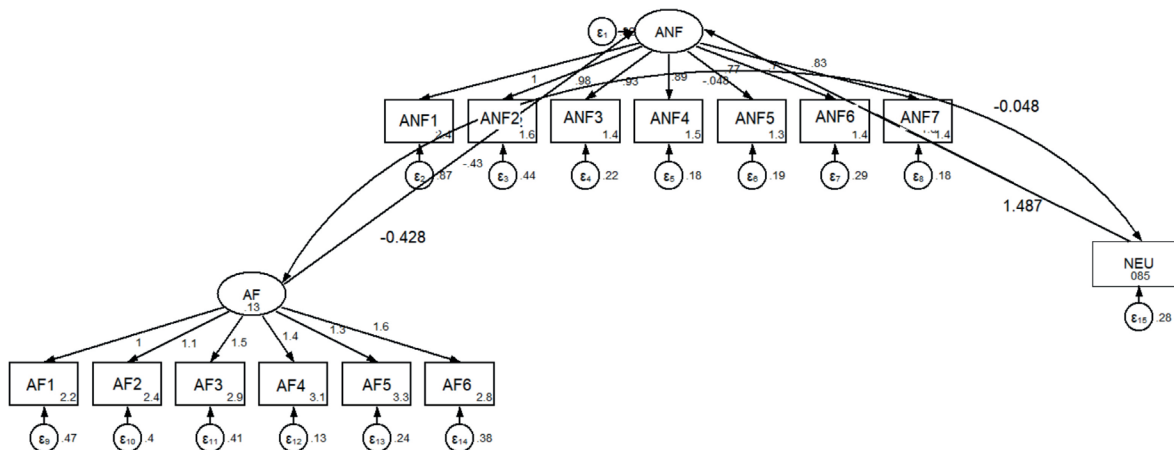 ε1 ANF
1 .98 .93 .89 -.048 .77 .83
-0.048
ANF1 ANF2 ANF3 ANF4 ANF5 ANF6 ANF7
2.4 1.6 1.4 1.5 1.3 1.4 1.4
ε2 .87 ε3 .44 ε4 .22 ε5 .18 ε6 .19 ε7 .29 ε8 .18
-.43
-0.428
1.487
NEU
085
ε15 .28
AF
.13
1 1.1 1.5 1.4 1.3 1.6
AF1 AF2 AF3 AF4 AF5 AF6
2.2 2.4 2.9 3.1 3.3 2.8
ε9 .47 ε10 .4 ε11 .41 ε12 .13 ε13 .24 ε14 .38